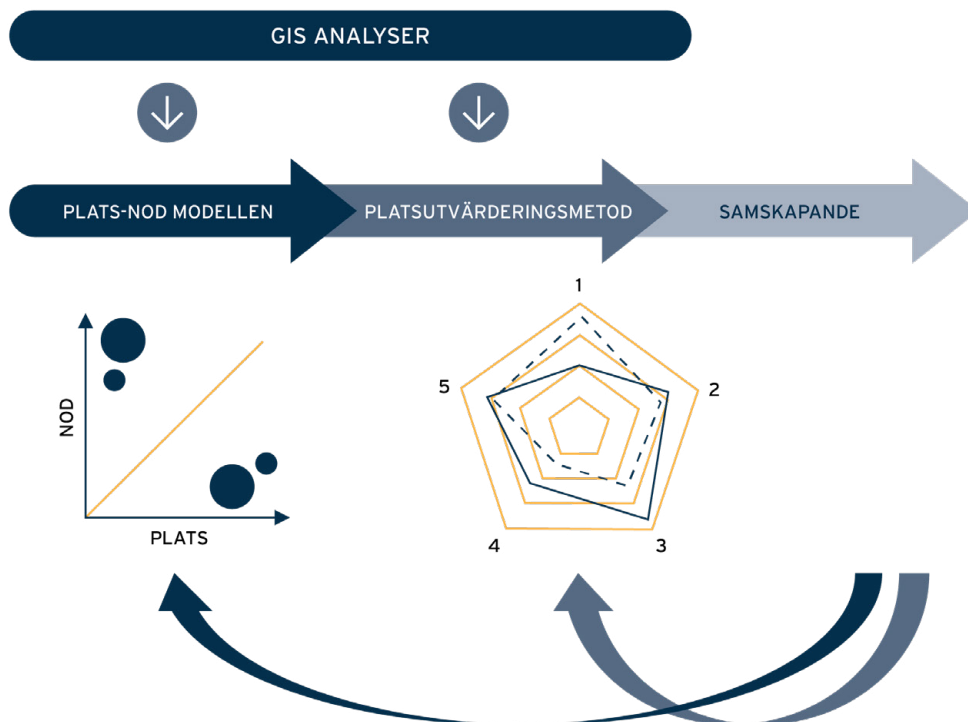 GIS ANALYSER
PLATS-NOD MODELLEN
PLATSUTVÄRDERINGSMETOD
SAMSKAPANDE
NOD
PLATS
1
2
3
4
5